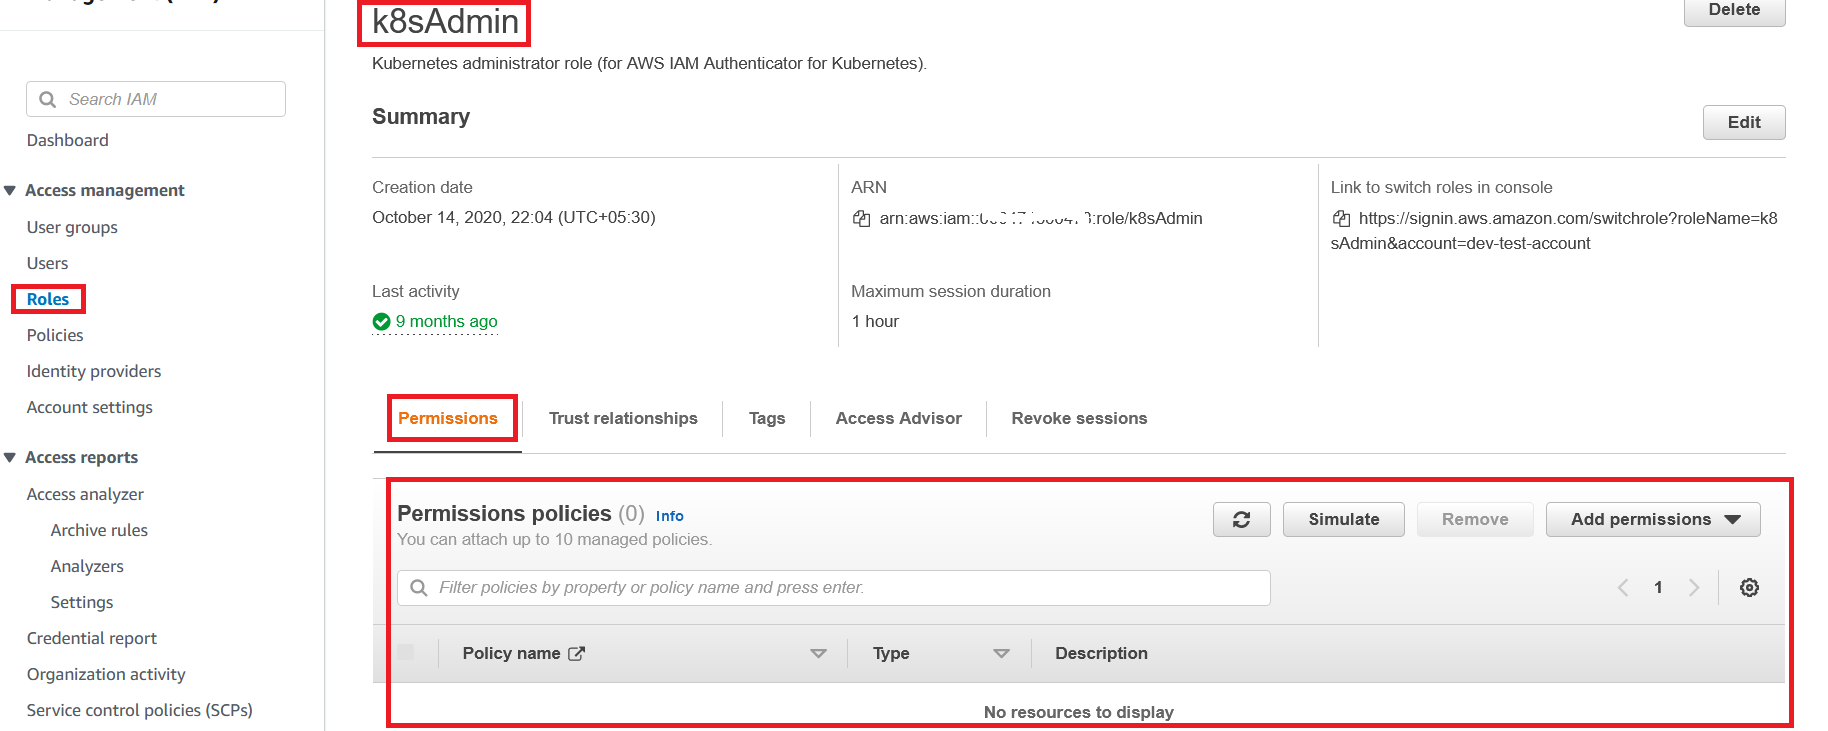 k8sAdmin
Delete
Kubernetes administrator role (for AWS IAM Authenticator for Kubernetes).
Search IAM
Dashboard
Access management
User groups
Users
Roles
Policies
Identity providers
Account settings
Access reports
Access analyzer
Archive rules
Analyzers
Settings
Credential report
Organization activity
Service control policies (SCPs)
Summary
Edit
Creation date
October 14, 2020, 22:04 (UTC+05:30)
ARN
arn:aws:iam:: :role/k8sAdmin
Link to switch roles in console
https://signin.aws.amazon.com/switchrole?roleName=k8
sAdmin&account=dev-test-account
Last activity
9 months ago
Maximum session duration
1 hour
Permissions
Trust relationships
Tags
Access Advisor
Revoke sessions
Permissions policies (0) Info
You can attach up to 10 managed policies.
Simulate
Remove
Add permissions
Filter policies by property or policy name and press enter.
1
Policy name
Type
Description
No resources to display